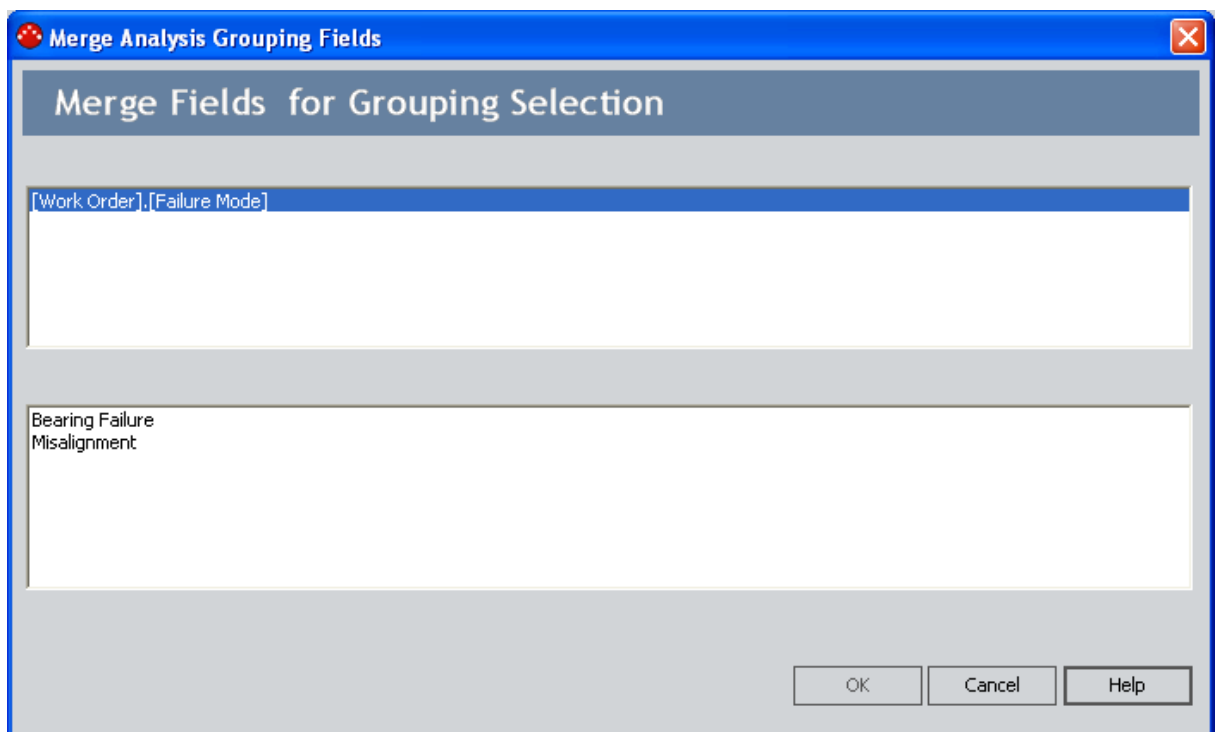 Merge Analysis Grouping Fields
Merge Fields for Grouping Selection
[Work Order].[Failure Mode]
Bearing Failure
Misalignment
OK Cancel Help